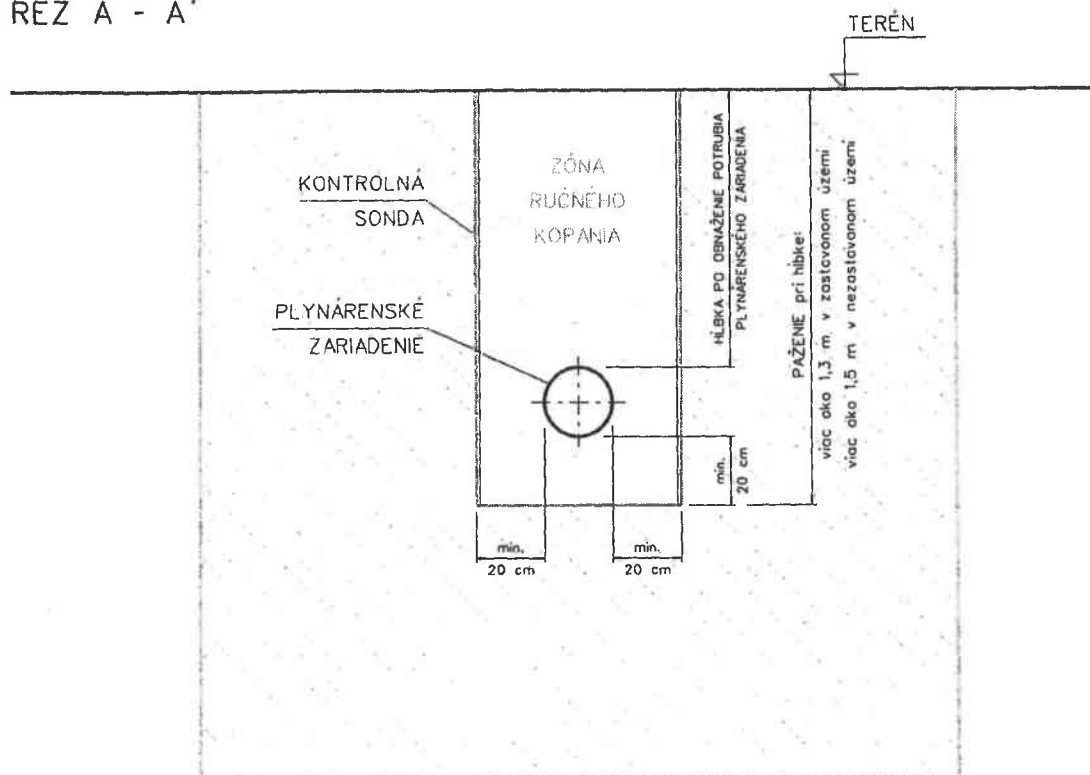 REZ A - A'
TERÉN
KONTROLNÁ
SONDA
ZÓNA
RUČNÉHO
KOPANIA
PLYNÁRENSKÉ
ZARIADENIE
HĹBKA PO OBNAŽENIE POTRUBIA
PLYNÁRENSKÉHO ZARIADENIA
PAŽENIE pri hĺbke:
viac ako 1,3 m v zastavanom území
viac ako 1,5 m v nezastavanom území
min.
20 cm
min.
20 cm
min.
20 cm